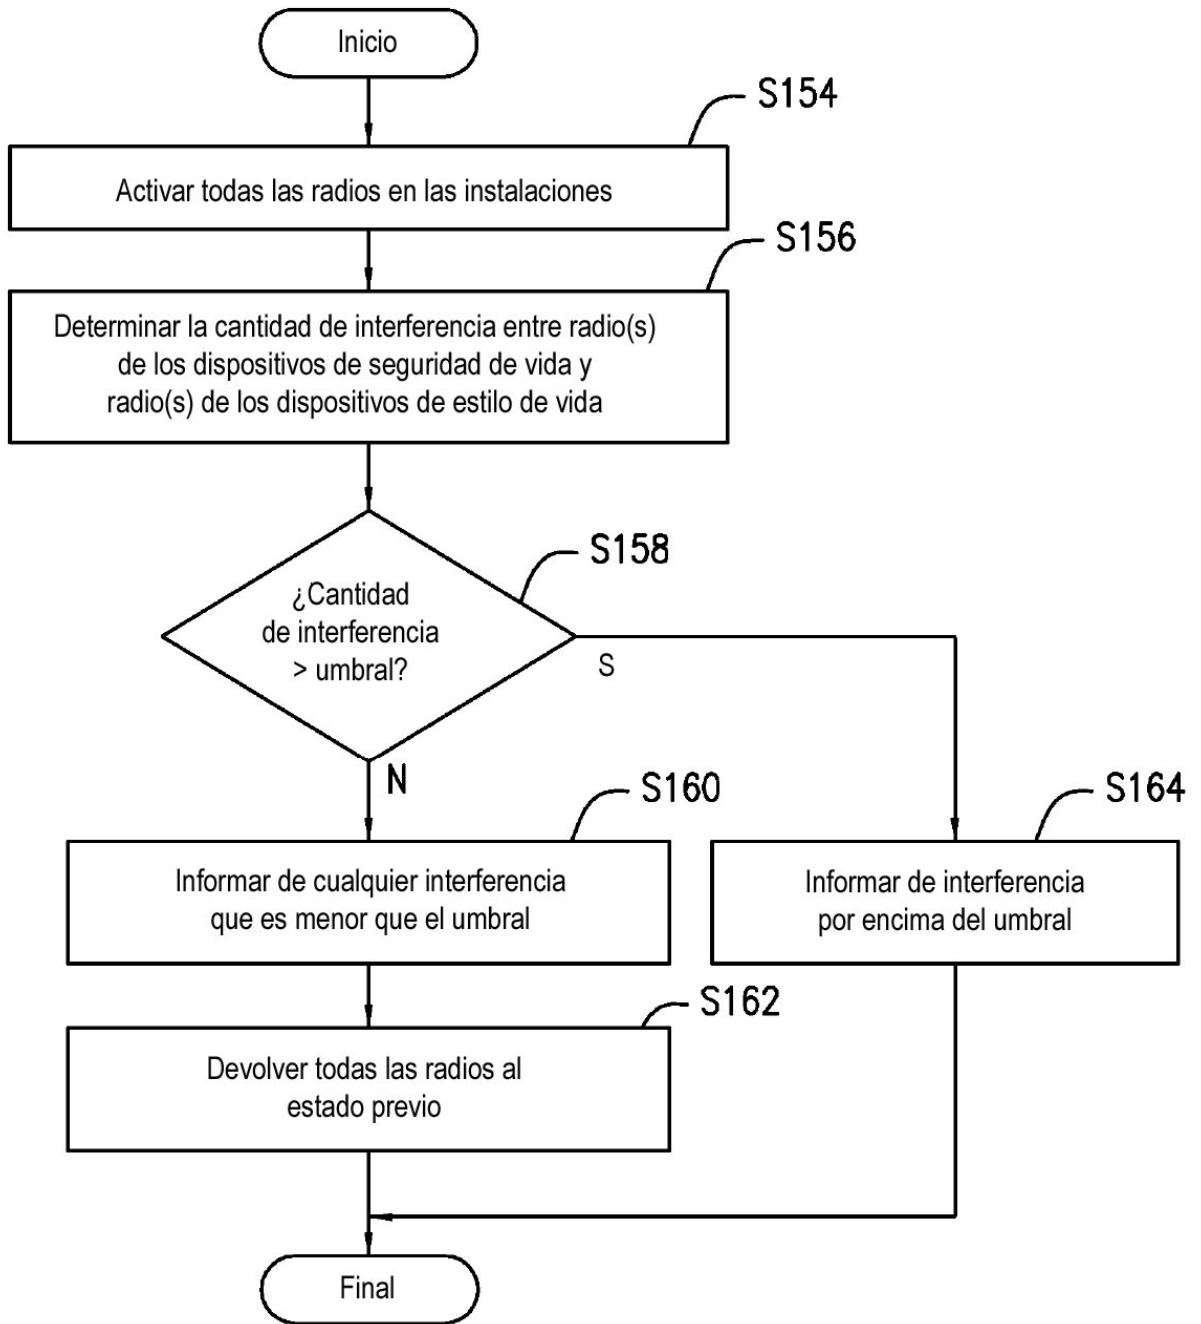 Inicio
S154
Activar todas las radios en las instalaciones
S156
Determinar la cantidad de interferencia entre radio(s)
de los dispositivos de seguridad de vida y
radio(s) de los dispositivos de estilo de vida
S158
¿Cantidad
de interferencia
> umbral?
S
N
S160
Informar de cualquier interferencia
que es menor que el umbral
S164
Informar de interferencia
por encima del umbral
S162
Devolver todas las radios al
estado previo
Final